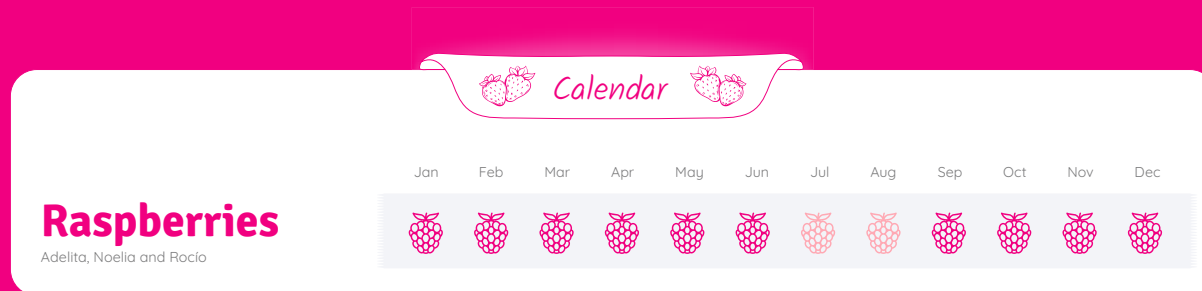 Calendar
Jan Feb Mar Apr May Jun Jul Aug Sep Oct Nov Dec
Raspberries
Adelita, Noelia and Rocío